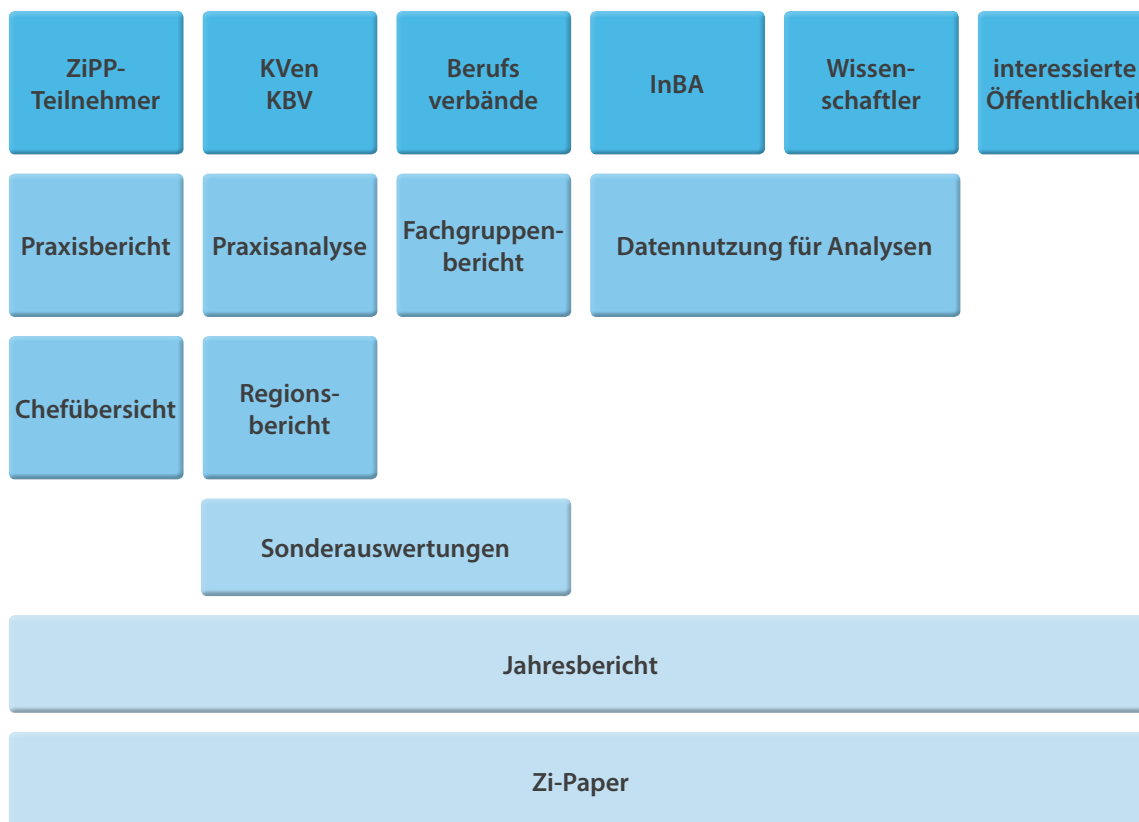 ZiPP-
Teilnehmer
KVen
KBV
Berufs
verbände
InBA
Wissen-
schaftler
interessierte
Öffentlichkeit
Praxisbericht
Praxisanalyse
Fachgruppen-
bericht
Datennutzung für Analysen
Chefübersicht
Regions-
bericht
Sonderauswertungen
Jahresbericht
Zi-Paper